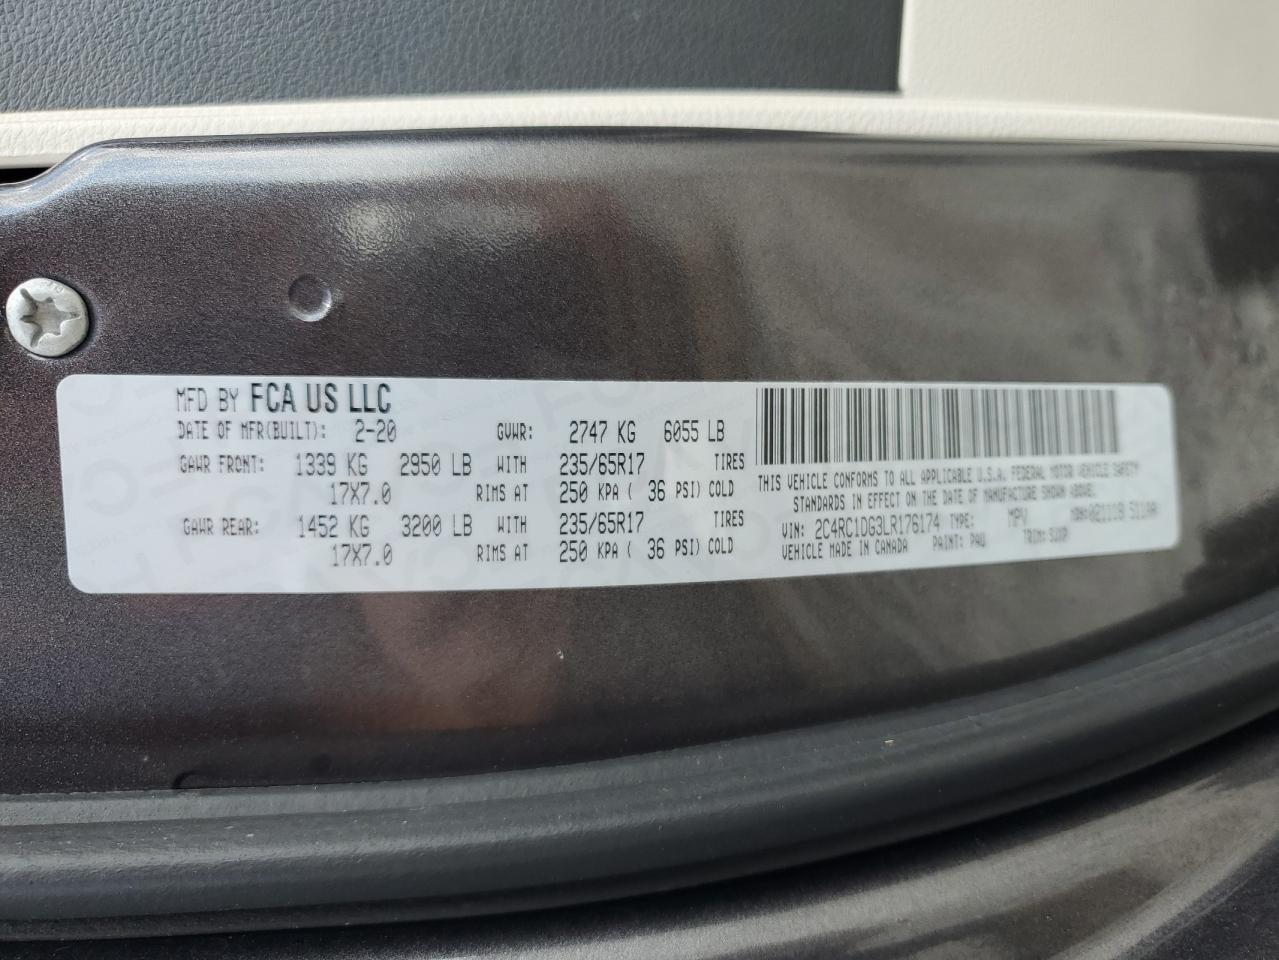 MFD BY FCA US LLC
DATE OF MFR(BUILT): 2-20 GVWR: 2747 KG 6055 LB
GAWR FRONT: 1339 KG 2950 LB WITH 235/65R17 TIRES
17X7.0 RIMS AT 250 KPA ( 36 PSI) COLD
GAWR REAR: 1452 KG 3200 LB WITH 235/65R17 TIRES
17X7.0 RIMS AT 250 KPA ( 36 PSI) COLD
THIS VEHICLE CONFORMS TO ALL APPLICABLE U.S.A. FEDERAL MOTOR VEHICLE SAFETY
STANDARDS IN EFFECT ON THE DATE OF MANUFACTURE SHOWN ABOVE.
VIN: 2C4RC1DG3LR176174 TYPE: MPV
VEHICLE MADE IN CANADA PAINT: PAU TRIM: